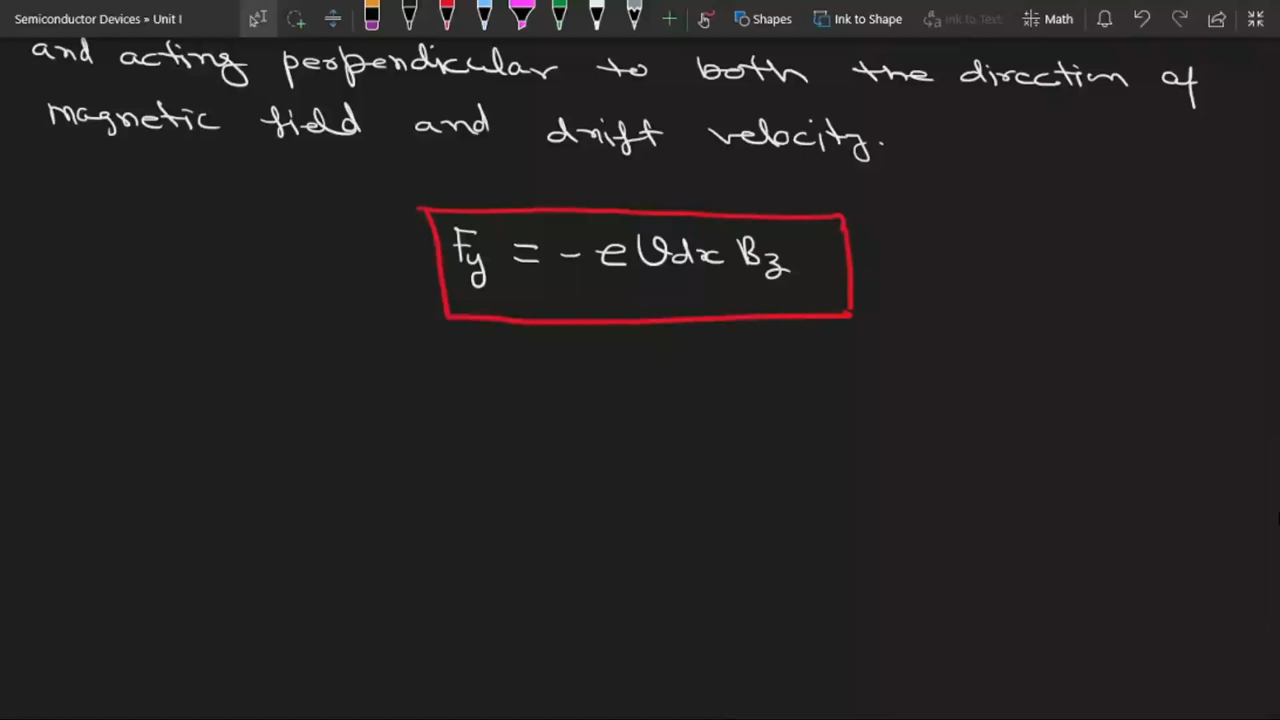 Semiconductor Devices » Unit I
Shapes
Ink to Shape
Ink to Text
Math
and acting perpendicular to both the direction of
magnetic field and drift velocity.
Fy = - e vdx Bz